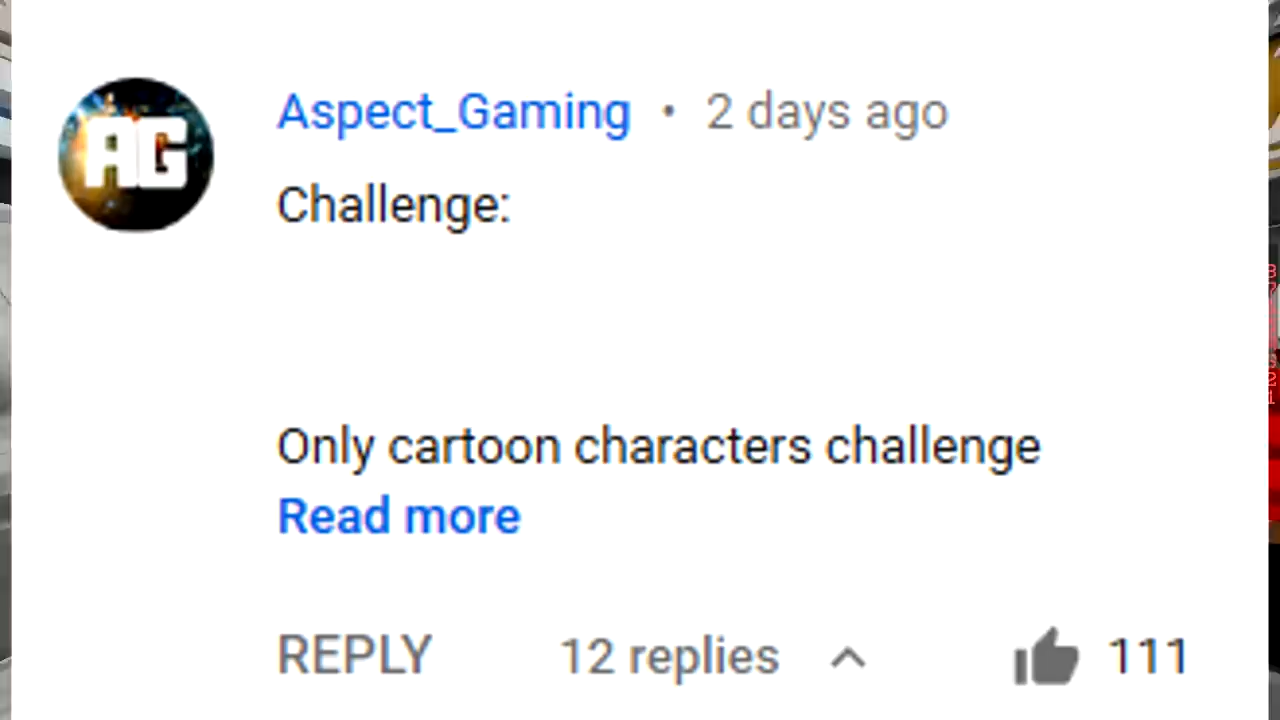 AG
Aspect_Gaming • 2 days ago
Challenge:
Only cartoon characters challenge
Read more
REPLY 12 replies 111